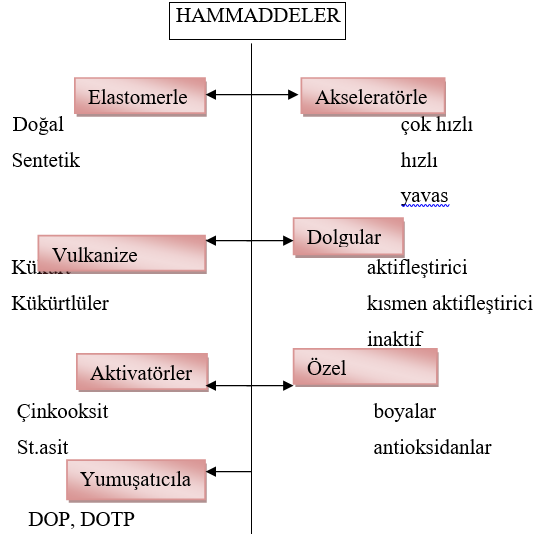 HAMMADDELER
Elastomerle
Doğal
Sentetik
Akseleratörle
çok hızlı
hızlı
yavas
Vulkanize
Kükürtlüler
Dolgular
aktifleştirici
kısmen aktifleştirici
inaktif
Aktivatörler
Çinkooksit
St.asit
Özel
boyalar
antioksidanlar
Yumuşatıcıla
DOP, DOTP